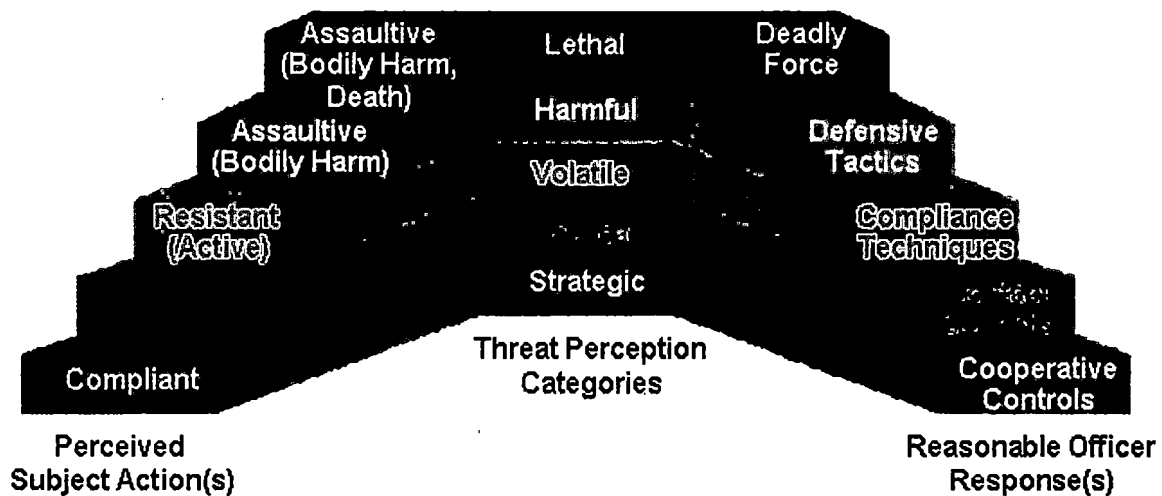 Assaultive
(Bodily Harm,
Death)
Lethal
Deadly
Force
Harmful
Assaultive
(Bodily Harm)
Defensive
Tactics
Volatile
Resistant
(Active)
Compliance
Techniques
Strategic
Compliant
Cooperative
Controls
Threat Perception
Categories
Perceived
Subject Action(s)
Reasonable Officer
Response(s)